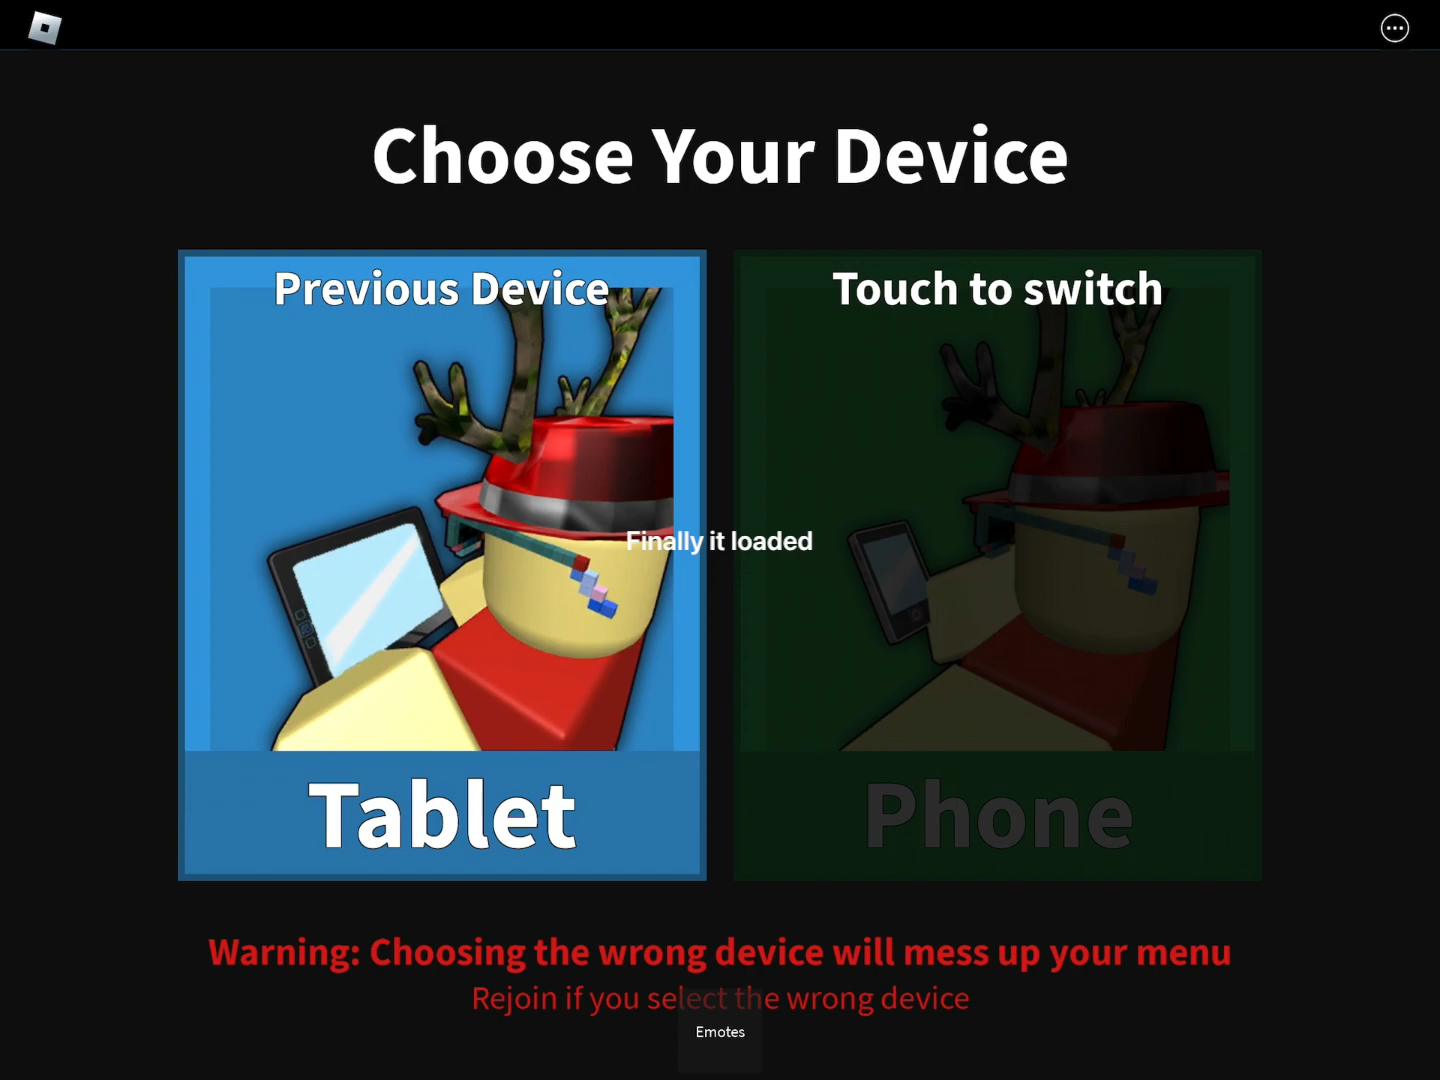 Choose Your Device
Previous Device
Touch to switch
Finally it loaded
Tablet
Phone
Warning: Choosing the wrong device will mess up your menu
Rejoin if you select the wrong device
Emotes